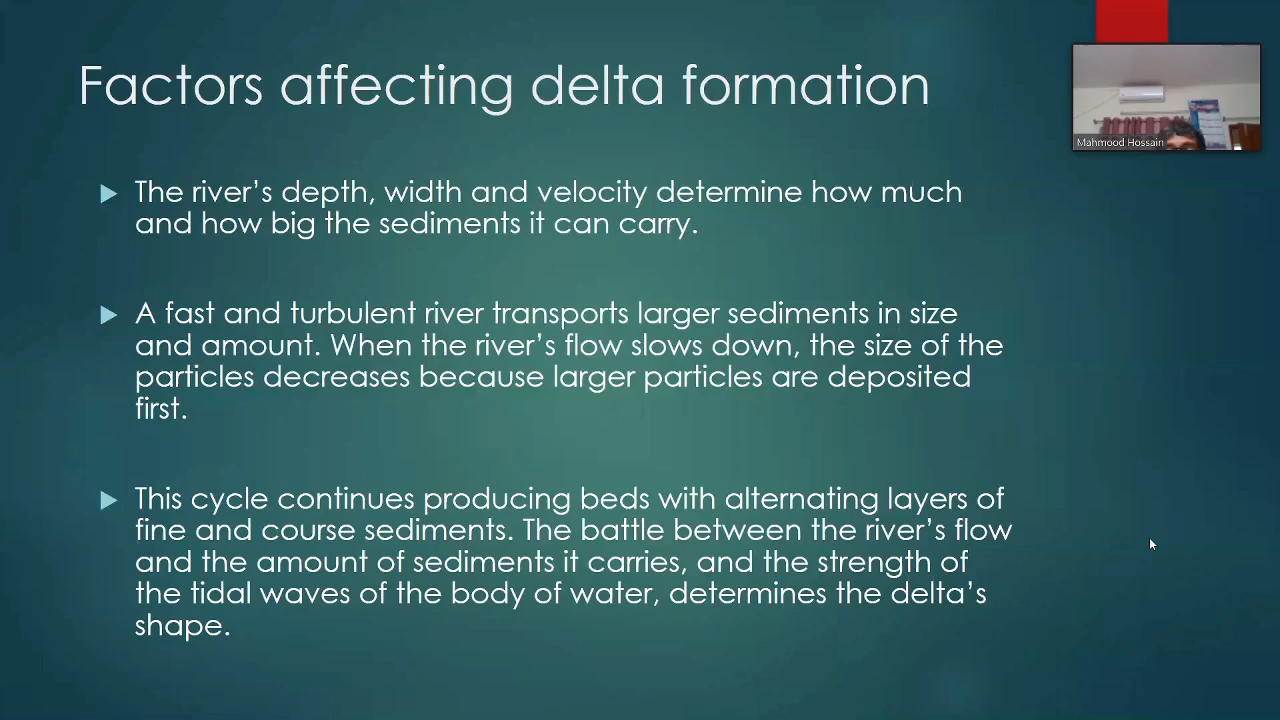 Factors affecting delta formation
Mahmood Hossain
The river's depth, width and velocity determine how much
and how big the sediments it can carry.
A fast and turbulent river transports larger sediments in size
and amount. When the river's flow slows down, the size of the
particles decreases because larger particles are deposited
first.
This cycle continues producing beds with alternating layers of
fine and course sediments. The battle between the river's flow
and the amount of sediments it carries, and the strength of
the tidal waves of the body of water, determines the delta's
shape.